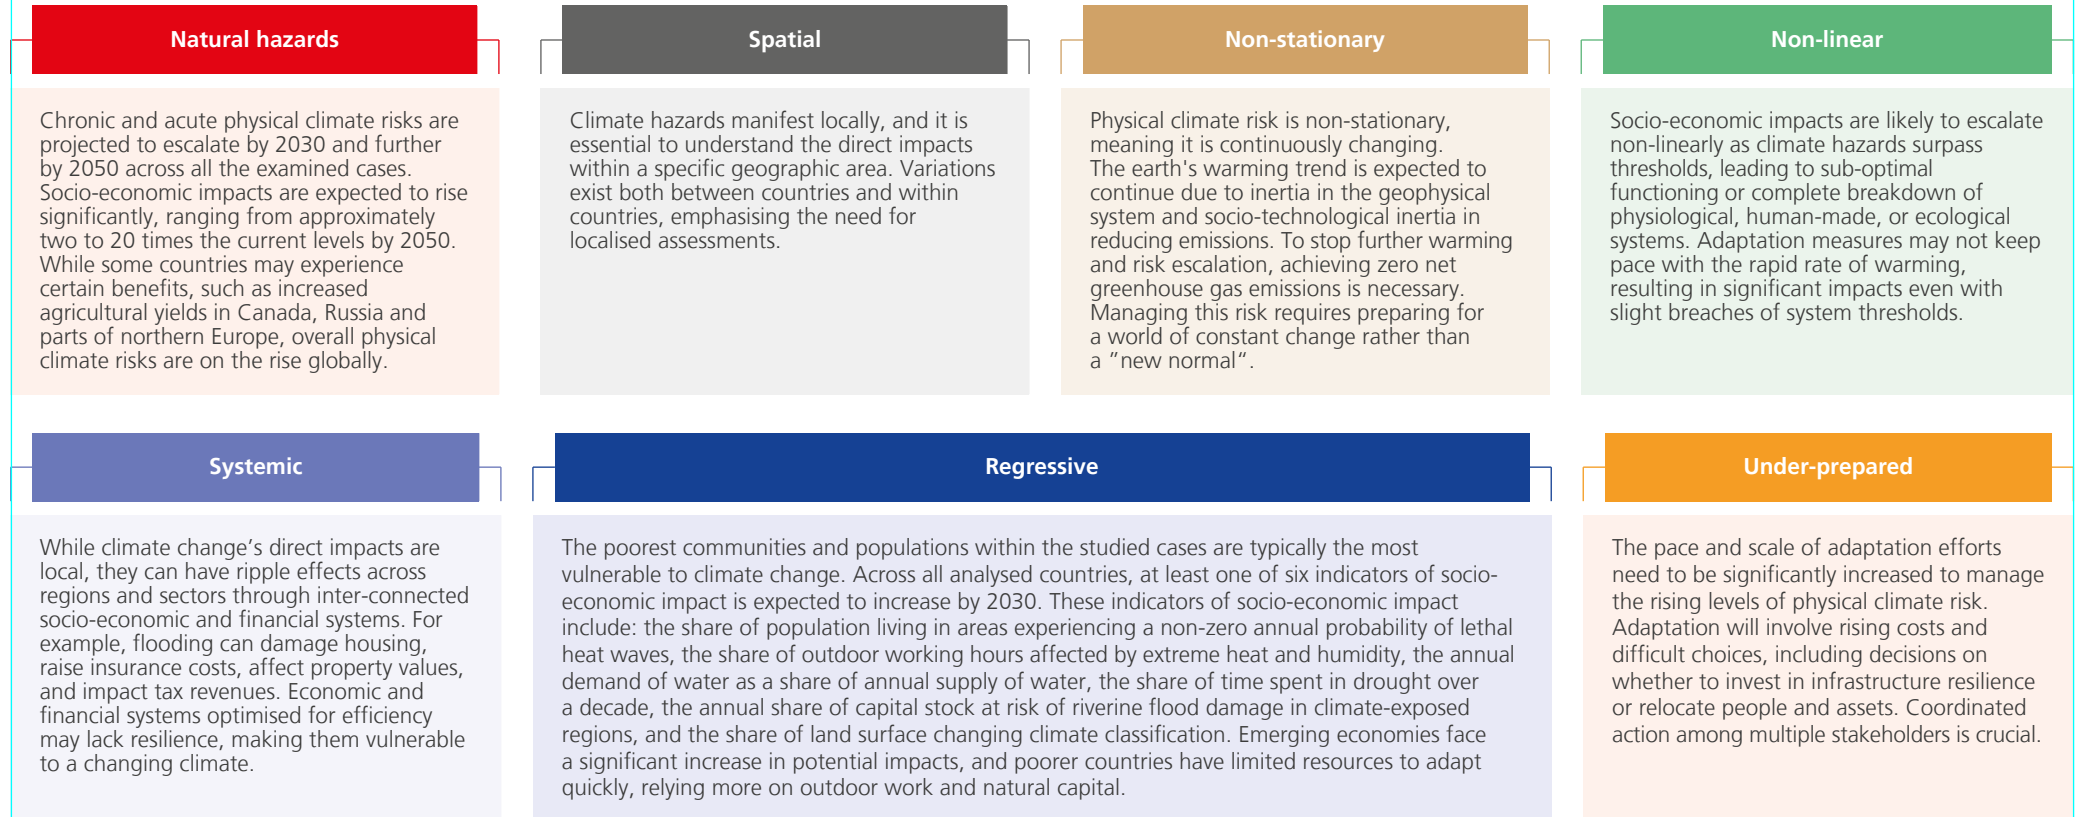 Natural hazards
Chronic and acute physical climate risks are
projected to escalate by 2030 and further
by 2050 across all the examined cases.
Socio-economic impacts are expected to rise
significantly, ranging from approximately
two to 20 times the current levels by 2050.
While some countries may experience
certain benefits, such as increased
agricultural yields in Canada, Russia and
parts of northern Europe, overall physical
climate risks are on the rise globally.
Spatial
Climate hazards manifest locally, and it is
essential to understand the direct impacts
within a specific geographic area. Variations
exist both between countries and within
countries, emphasising the need for
localised assessments.
Non-stationary
Physical climate risk is non-stationary,
meaning it is continuously changing.
The earth's warming trend is expected to
continue due to inertia in the geophysical
system and socio-technological inertia in
reducing emissions. To stop further warming
and risk escalation, achieving zero net
greenhouse gas emissions is necessary.
Managing this risk requires preparing for
a world of constant change rather than
a ”new normal“.
Non-linear
Socio-economic impacts are likely to escalate
non-linearly as climate hazards surpass
thresholds, leading to sub-optimal
functioning or complete breakdown of
physiological, human-made, or ecological
systems. Adaptation measures may not keep
pace with the rapid rate of warming,
resulting in significant impacts even with
slight breaches of system thresholds.
Systemic
While climate change’s direct impacts are
local, they can have ripple effects across
regions and sectors through inter-connected
socio-economic and financial systems. For
example, flooding can damage housing,
raise insurance costs, affect property values,
and impact tax revenues. Economic and
financial systems optimised for efficiency
may lack resilience, making them vulnerable
to a changing climate.
Regressive
The poorest communities and populations within the studied cases are typically the most
vulnerable to climate change. Across all analysed countries, at least one of six indicators of socio-
economic impact is expected to increase by 2030. These indicators of socio-economic impact
include: the share of population living in areas experiencing a non-zero annual probability of lethal
heat waves, the share of outdoor working hours affected by extreme heat and humidity, the annual
demand of water as a share of annual supply of water, the share of time spent in drought over
a decade, the annual share of capital stock at risk of riverine flood damage in climate-exposed
regions, and the share of land surface changing climate classification. Emerging economies face
a significant increase in potential impacts, and poorer countries have limited resources to adapt
quickly, relying more on outdoor work and natural capital.
Under-prepared
The pace and scale of adaptation efforts
need to be significantly increased to manage
the rising levels of physical climate risk.
Adaptation will involve rising costs and
difficult choices, including decisions on
whether to invest in infrastructure resilience
or relocate people and assets. Coordinated
action among multiple stakeholders is crucial.